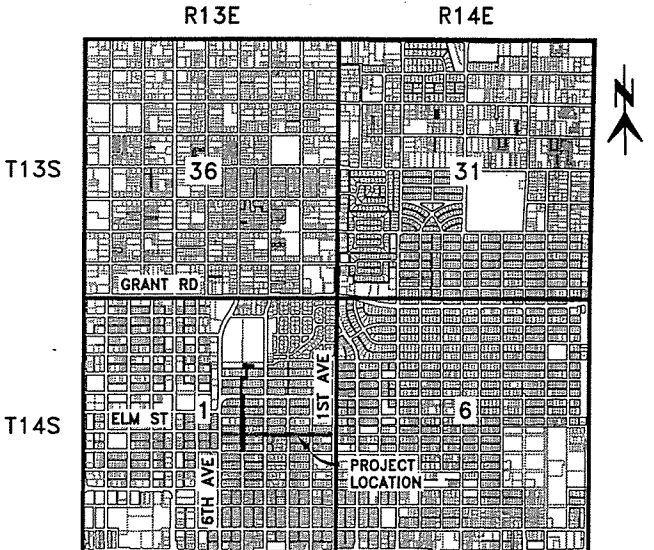 R13E R14E
N
T13S
36
31
GRANT RD
1ST AVE
T14S
ELM ST
1
6
6TH AVE
PROJECT
LOCATION